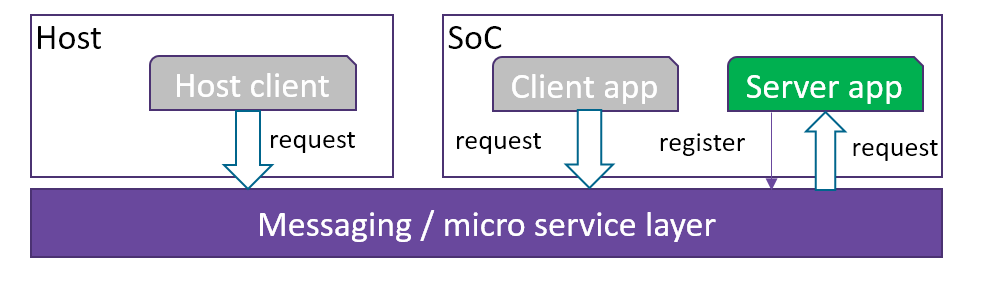 Host
SoC
Host client
Client app
Server app
request
request
register
request
Messaging / micro service layer